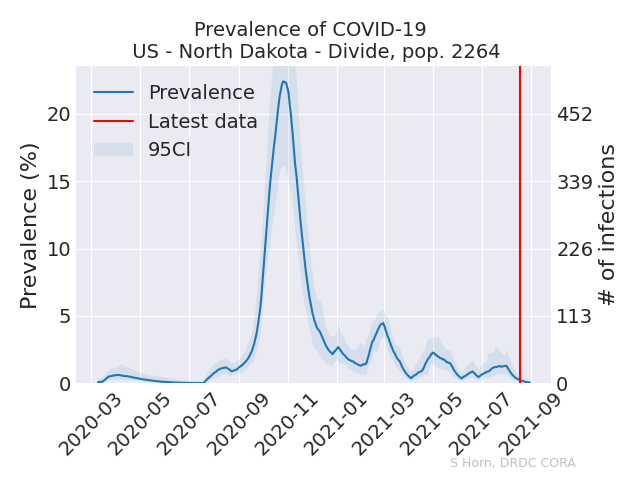 Prevalence of COVID-19
US - North Dakota - Divide, pop. 2264
Prevalence
Latest data
95CI
Prevalence (%)
20
15
10
5
0
452
339
226
113
0
# of infections
2020-03
2020-05
2020-07
2020-09
2020-11
2021-01
2021-03
2021-05
2021-07
2021-09
S Horn, DRDC CORA